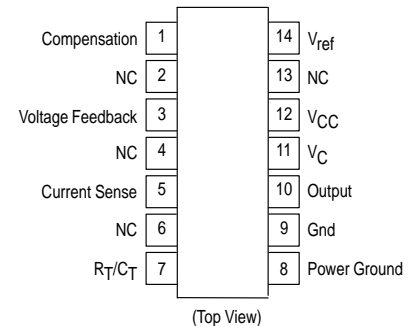 Compensation 1 14 Vref
NC 2 13 NC
Voltage Feedback 3 12 VCC
NC 4 11 VC
Current Sense 5 10 Output
NC 6 9 Gnd
RT/CT 7 8 Power Ground
(Top View)